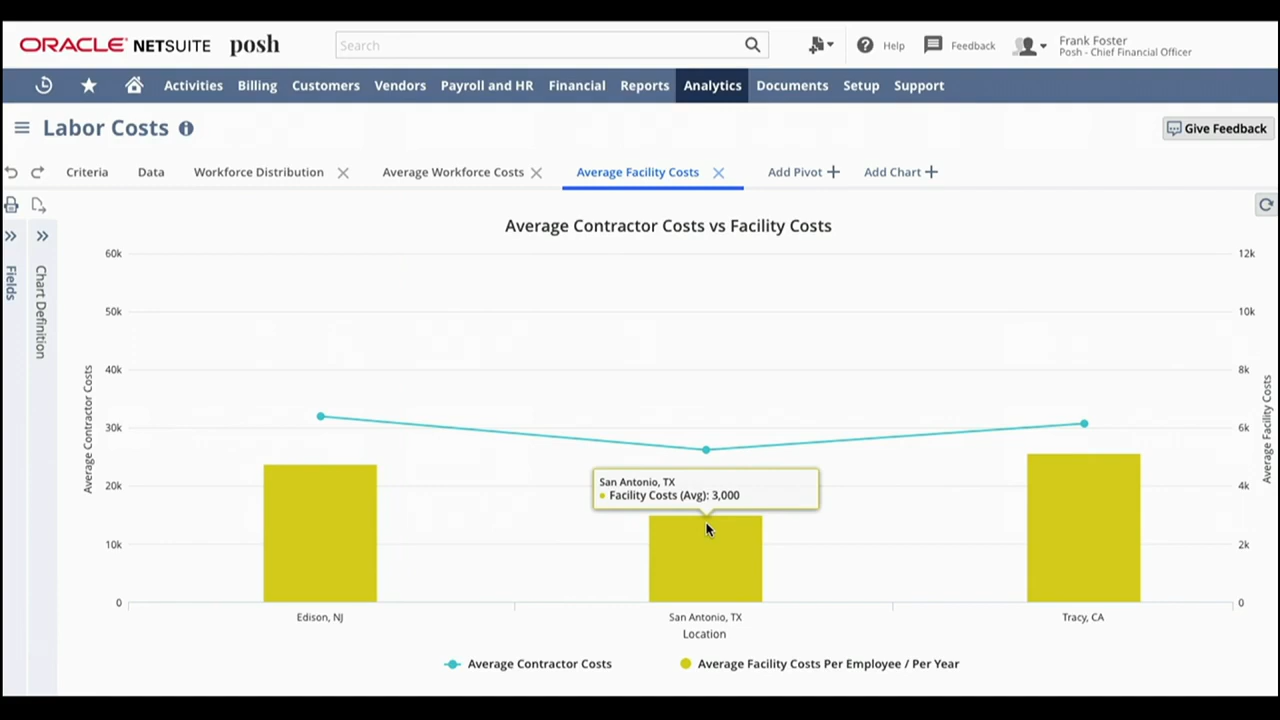 ORACLE NETSUITE posh
Search
Help
Feedback
Frank Foster
Posh - Chief Financial Officer
Activities Billing Customers Vendors Payroll and HR Financial Reports Analytics Documents Setup Support
Labor Costs
Give Feedback
Criteria Data Workforce Distribution Average Workforce Costs Average Facility Costs Add Pivot Add Chart
Fields
Chart Definition
Average Contractor Costs vs Facility Costs
60k 12k
50k 10k
40k 8k
30k 6k
20k 4k
10k 2k
0 0
Average Contractor Costs
Average Facility Costs
San Antonio, TX
Facility Costs (Avg): 3,000
Edison, NJ San Antonio, TX Tracy, CA
Location
Average Contractor Costs Average Facility Costs Per Employee / Per Year